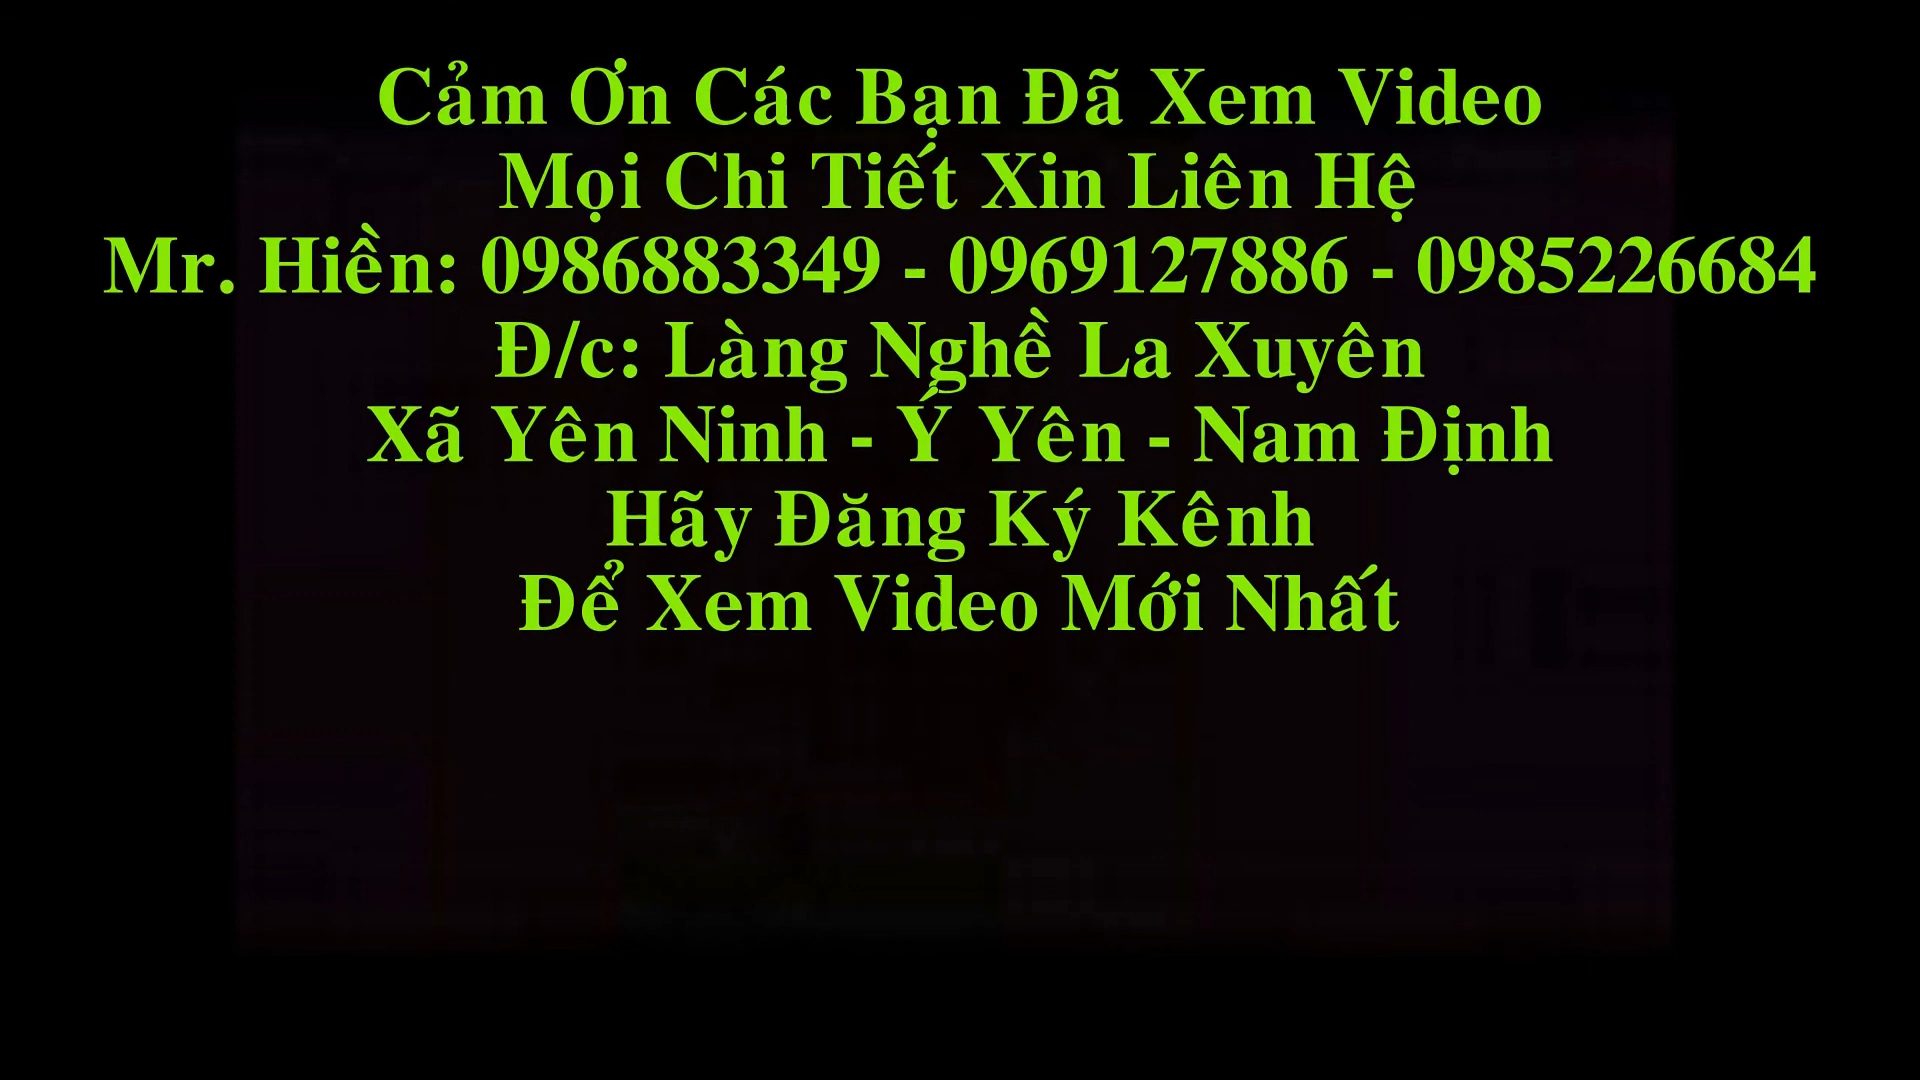 Cảm Ơn Các Bạn Đã Xem Video
Mọi Chi Tiết Xin Liên Hệ
Mr. Hiền: 0986883349 - 0969127886 - 0985226684
Đ/c: Làng Nghề La Xuyên
Xã Yên Ninh - Ý Yên - Nam Định
Hãy Đăng Ký Kênh
Để Xem Video Mới Nhất